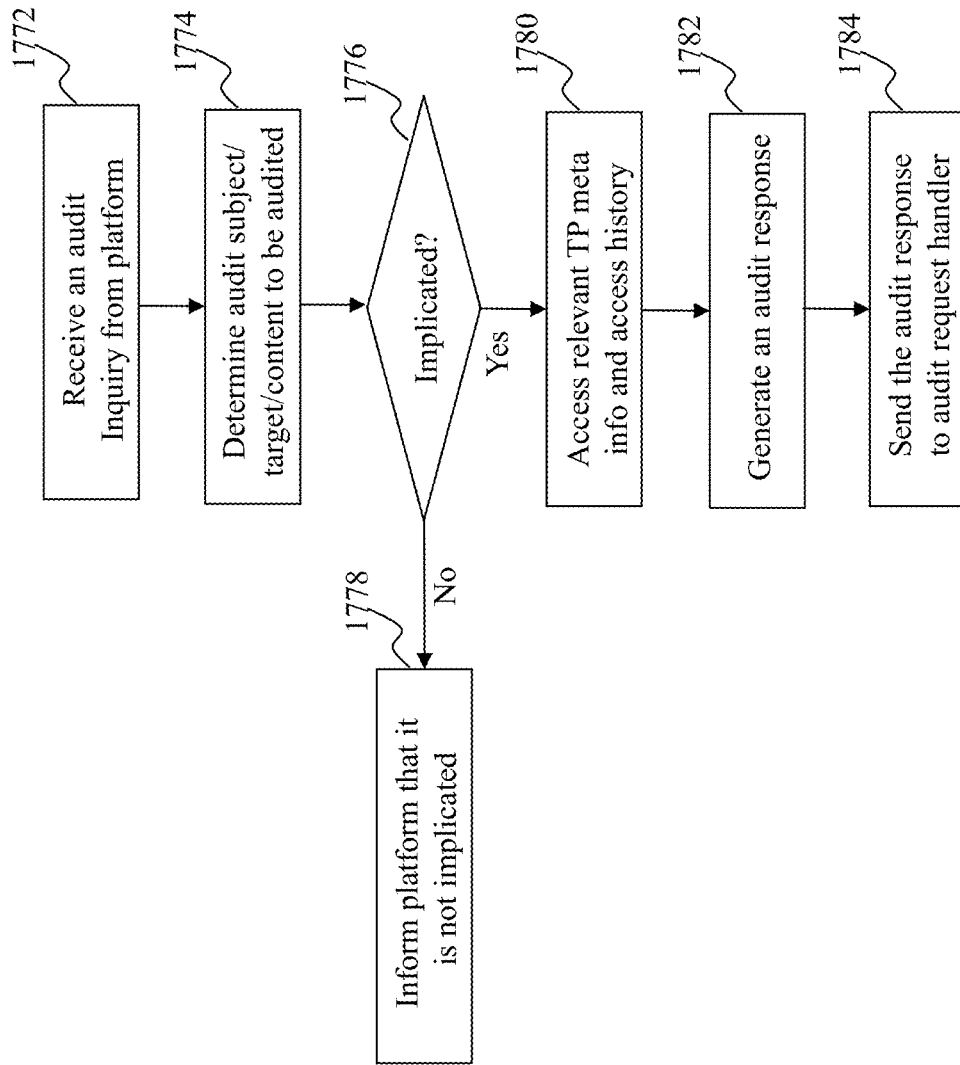 1772
Receive an audit
Inquiry from platform
1774
Determine audit subject/
target/content to be audited
1776
Implicated?
No
Yes
1778
Inform platform that it
is not implicated
1780
Access relevant TP meta
info and access history
1782
Generate an audit response
1784
Send the audit response
to audit request handler